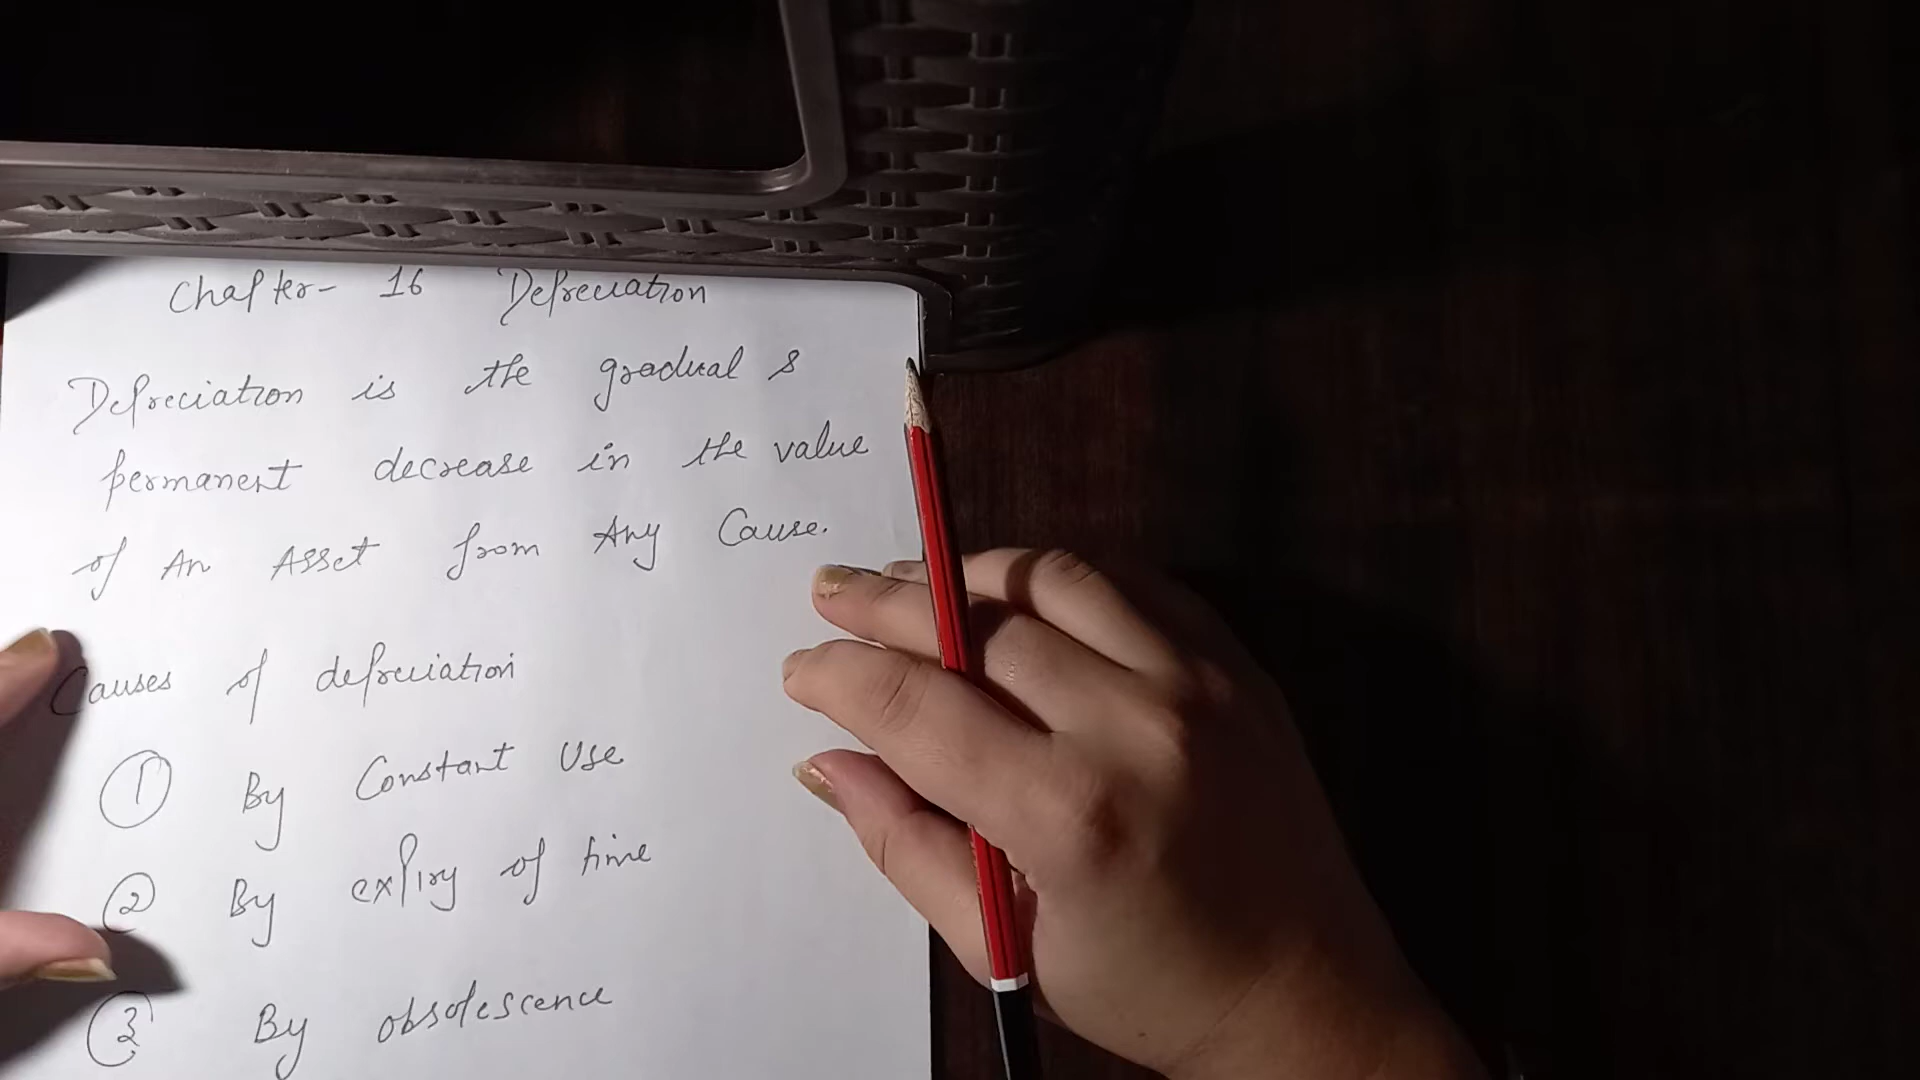 Chapter- 16 Depreciation
Depreciation is the gradual &
permanent decrease in the value
of An Asset from Any Cause.
Causes of depreciation
① By Constant Use
② By expiry of time
③ By obsolescence